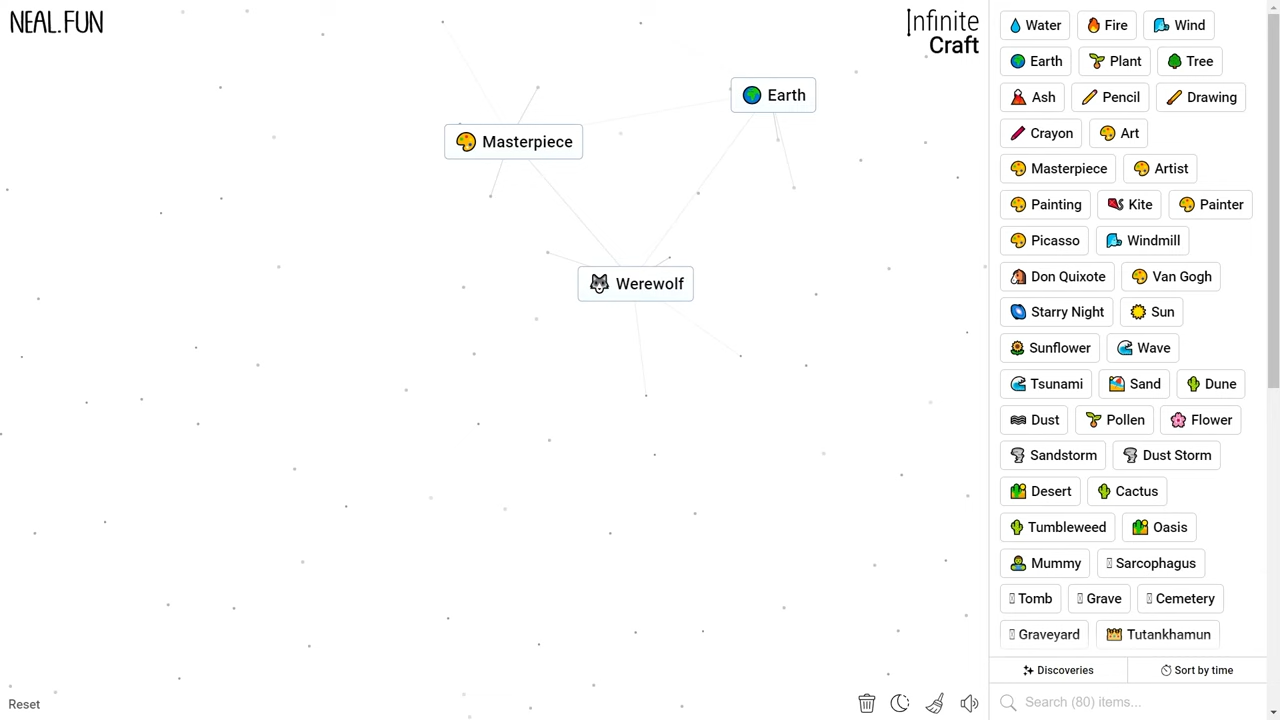 NEAL.FUN
Infinite
Craft
Earth
Masterpiece
Werewolf
Water
Fire
Wind
Earth
Plant
Tree
Ash
Pencil
Drawing
Crayon
Art
Masterpiece
Artist
Painting
Kite
Painter
Picasso
Windmill
Don Quixote
Van Gogh
Starry Night
Sun
Sunflower
Wave
Tsunami
Sand
Dune
Dust
Pollen
Flower
Sandstorm
Dust Storm
Desert
Cactus
Tumbleweed
Oasis
Mummy
Sarcophagus
Tomb
Grave
Cemetery
Graveyard
Tutankhamun
Discoveries
Sort by time
Search (80) items...
Reset